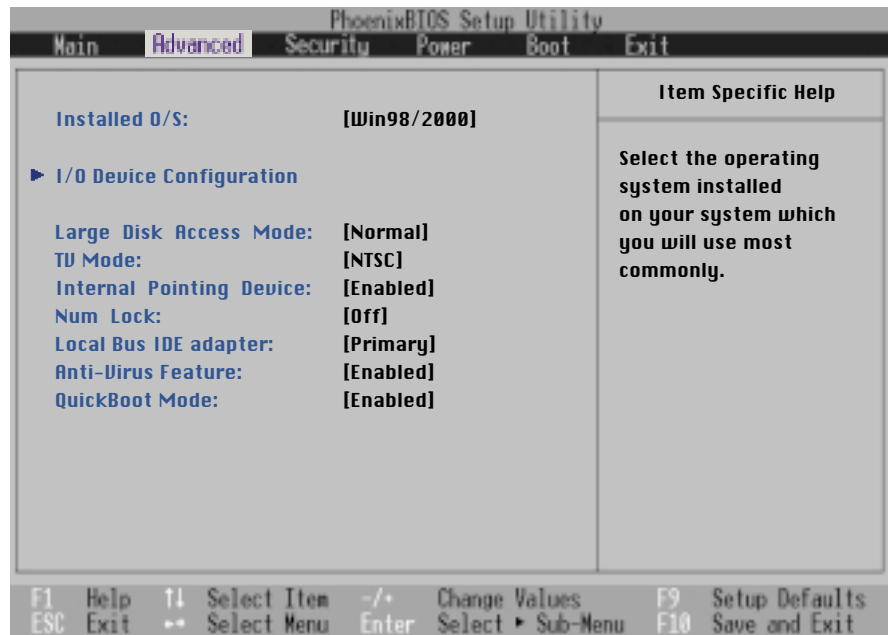 PhoenixBIOS Setup Utility
Main Advanced Security Power Boot Exit
Installed O/S: [Win98/2000]
▶ I/O Device Configuration
Large Disk Access Mode: [Normal]
TV Mode: [NTSC]
Internal Pointing Device: [Enabled]
Num Lock: [Off]
Local Bus IDE adapter: [Primary]
Anti-Virus Feature: [Enabled]
QuickBoot Mode: [Enabled]
Item Specific Help
Select the operating
system installed
on your system which
you will use most
commonly.
F1 Help ↑↓ Select Item -/+ Change Values F9 Setup Defaults
ESC Exit ←→ Select Menu Enter Select ▶ Sub-Menu F10 Save and Exit